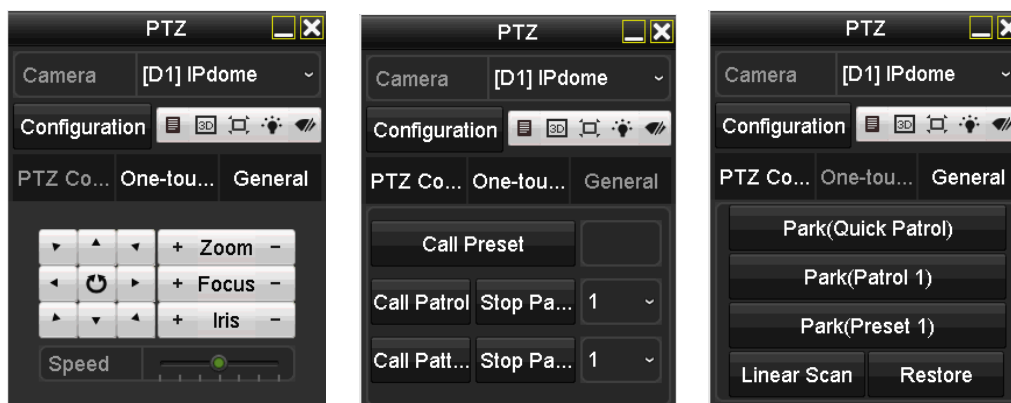 PTZ
Camera [D1] IPdome
Configuration 3D
PTZ Co... One-tou... General
+ Zoom -
+ Focus -
+ Iris -
Speed
PTZ
Camera [D1] IPdome
Configuration 3D
PTZ Co... One-tou... General
Call Preset
Call Patrol Stop Pa... 1
Call Patt... Stop Pa... 1
PTZ
Camera [D1] IPdome
Configuration 3D
PTZ Co... One-tou... General
Park(Quick Patrol)
Park(Patrol 1)
Park(Preset 1)
Linear Scan Restore